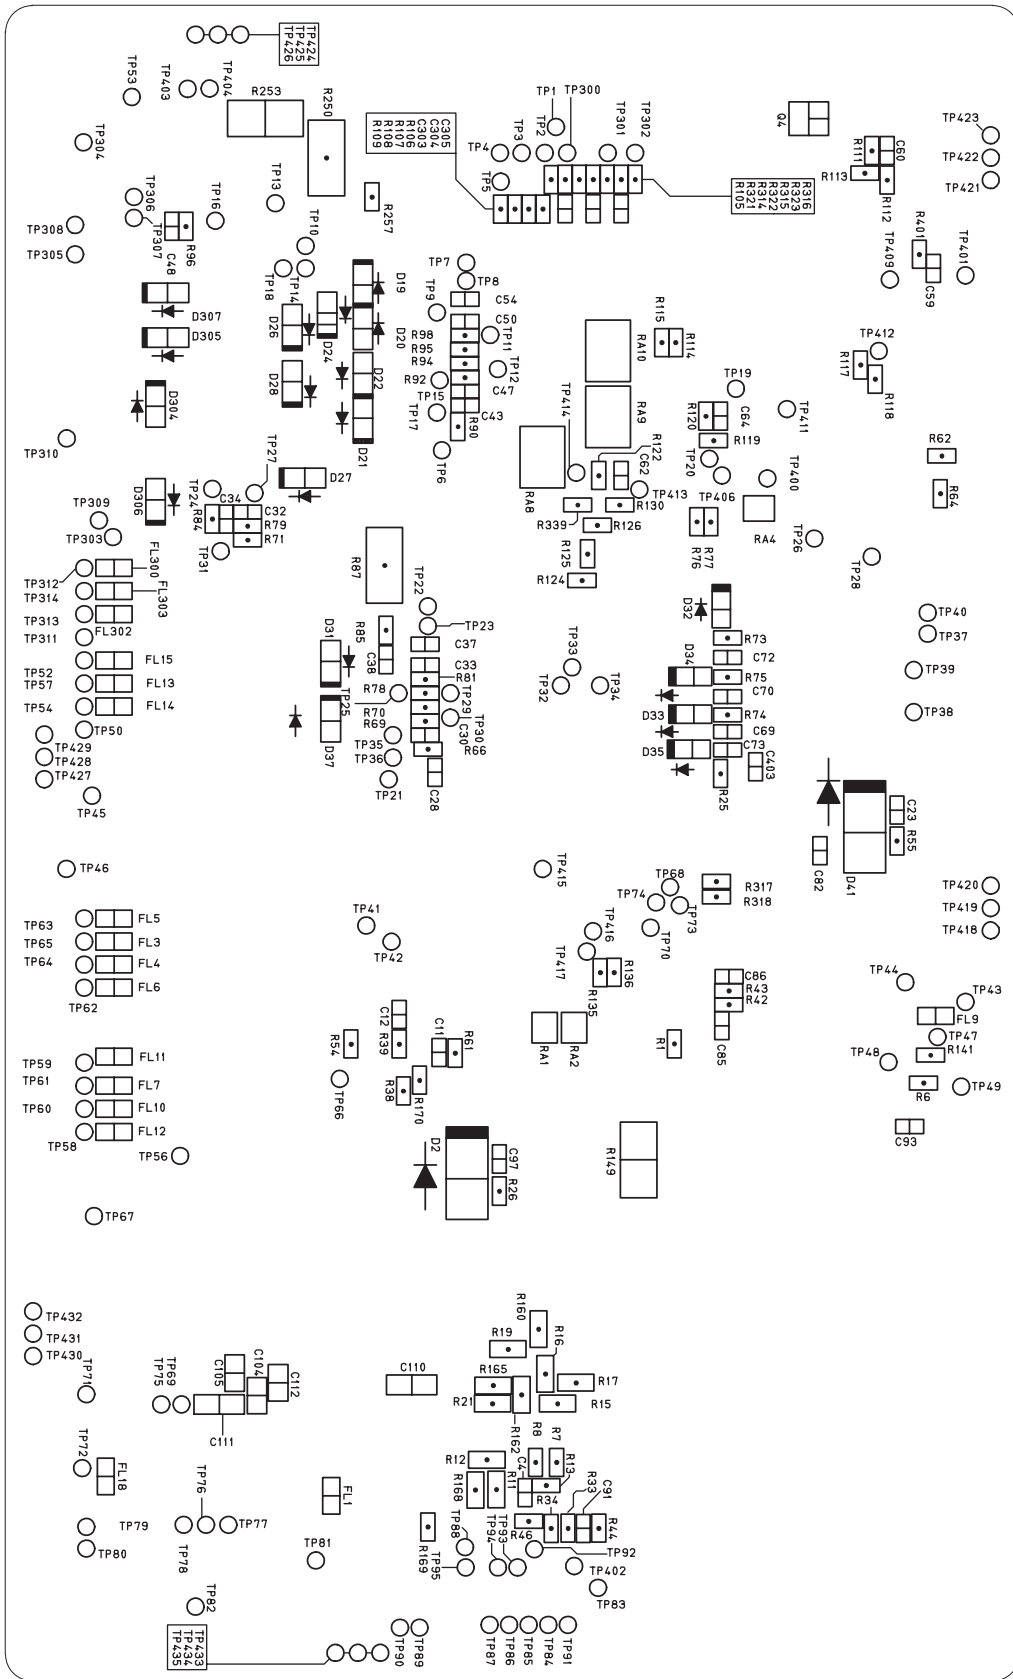 TP424
TP425
TP426
TP53
TP403
TP404
R253
R250
C305
C304
C303
R106
R107
R108
R109
TP1
TP300
TP2
TP3
TP4
TP5
TP301
TP302
Q4
TP423
TP422
TP421
R111
C60
R113
R112
TP304
TP13
R257
R316
R323
R315
R322
R314
R321
R105
TP306
TP307
TP16
TP308
TP305
C48
R96
TP10
TP18
TP14
TP7
TP8
TP409
R401
C59
TP401
D307
D305
D19
D20
D26
D24
TP9
C54
C50
R98
R95
R94
TP11
TP12
R92
C47
TP15
TP17
C43
R90
TP6
R115
R114
RA10
RA9
TP412
R117
R118
D304
D28
D22
D21
TP19
TP414
R120
C64
R119
TP411
TP310
TP27
D27
R122
C62
TP20
TP400
R62
R64
D306
TP24
C34
C32
R84
R79
R71
RA8
TP413
R130
R339
R126
TP406
R76
R77
RA4
TP26
TP309
TP303
TP31
R87
R125
R124
TP28
TP312
FL300
TP314
FL303
TP313
FL302
TP311
TP22
TP23
R85
C38
C37
D31
D32
R73
TP40
TP37
TP52
FL15
TP57
FL13
TP54
FL14
TP50
C33
R81
R78
TP29
R70
R69
TP30
C30
TP25
D37
TP33
TP32
TP34
D34
C72
R75
C70
TP39
TP38
D33
R74
C69
D35
C73
C403
R25
TP429
TP428
TP427
TP45
TP35
TP36
R66
TP21
C28
C23
R55
C82
D41
TP46
TP415
TP68
TP74
TP73
R317
R318
TP420
TP419
TP418
TP63
FL5
TP65
FL3
TP64
FL4
FL6
TP62
TP41
TP42
TP416
TP417
TP70
R136
R135
C86
R43
R42
C85
TP44
TP43
FL9
TP47
R141
C12
R39
R54
C11
R61
RA1
RA2
R1
TP48
R6
TP49
TP59
FL11
TP61
FL7
TP60
FL10
TP58
FL12
TP56
TP66
R38
R170
D2
C97
R26
R149
C93
TP67
TP432
TP431
TP430
R160
R19
R16
TP71
TP75
TP69
C105
C104
C112
C111
C110
R165
R21
R162
R17
R15
TP72
FL18
TP76
FL1
R12
R168
R11
R8
R7
C4
R13
R33
C91
R34
R46
R44
TP79
TP80
TP78
TP77
TP81
R169
TP88
TP95
TP94
TP93
TP92
TP402
TP83
TP82
TP433
TP434
TP435
TP90
TP89
TP87
TP86
TP85
TP84
TP91